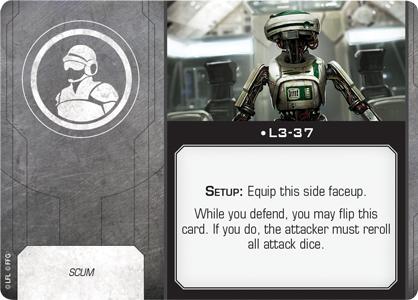 • L3-37
SETUP: Equip this side faceup.
While you defend, you may flip this
card. If you do, the attacker must reroll
all attack dice.
SCUM
© LFL © FFG